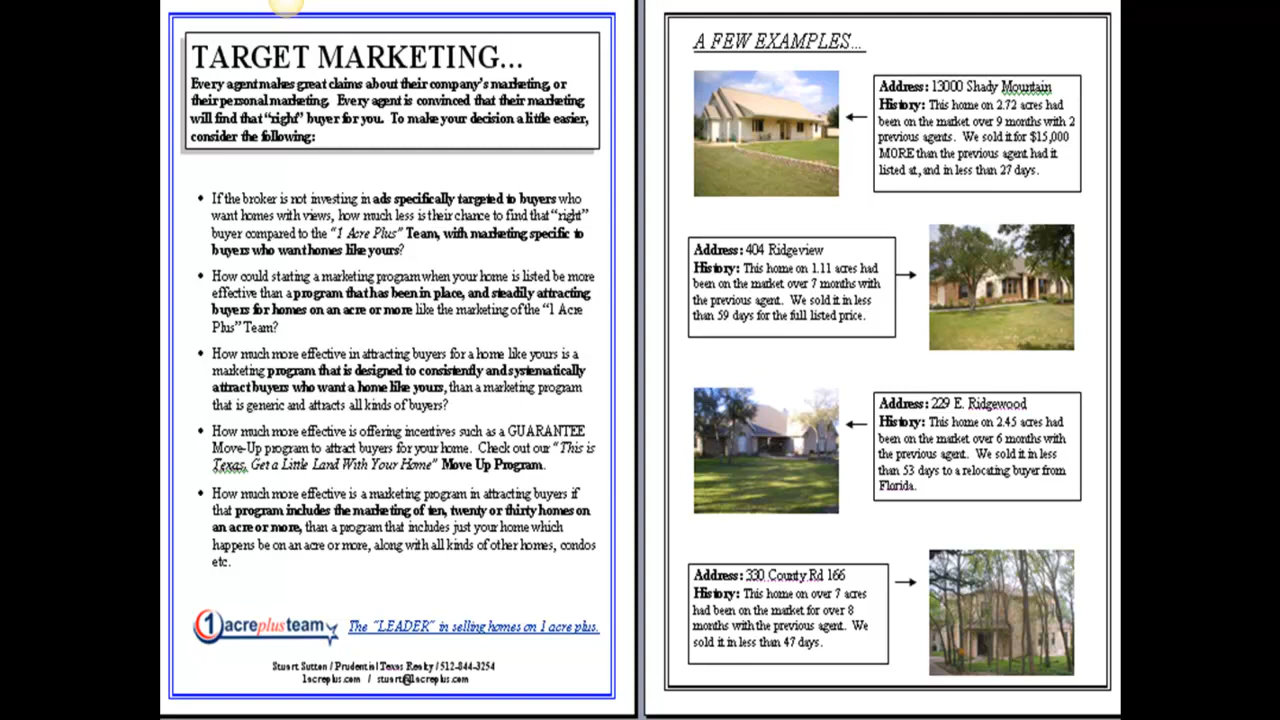 TARGET MARKETING...
Every agent makes great claims about their company's marketing, or
their personal marketing. Every agent is convinced that their marketing
will find that "right" buyer for you. To make your decision a little easier,
consider the following:
• If the broker is not investing in ads specifically targeted to buyers who
want homes with views, how much less is their chance to find that "right"
buyer compared to the "1 Acre Plus" Team, with marketing specific to
buyers who want homes like yours?
• How could starting a marketing program when your home is listed be more
effective than a program that has been in place, and steadily attracting
buyers for homes on an acre or more like the marketing of the "1 Acre
Plus" Team?
• How much more effective in attracting buyers for a home like yours is a
marketing program that is designed to consistently and systematically
attract buyers who want a home like yours, than a marketing program
that is generic and attracts all kinds of buyers?
• How much more effective is offering incentives such as a GUARANTEE
Move-Up program to attract buyers for your home. Check out our "This is
Texas, Get a Little Land With Your Home" Move Up Program.
• How much more effective is a marketing program in attracting buyers if
that program includes the marketing of ten, twenty or thirty homes on
an acre or more, than a program that includes just your home which
happens be on an acre or more, along with all kinds of other homes, condos
etc.
1acreplusteam
The "LEADER" in selling homes on 1 acre plus.
Stuart Sutton / Prudential Texas Realty / 512-844-3254
1acreplus.com / stuart@1acreplus.com
A FEW EXAMPLES...
Address: 13000 Shady Mountain
History: This home on 2.72 acres had
been on the market over 9 months with 2
previous agents. We sold it for $15,000
MORE than the previous agent had it
listed at, and in less than 27 days.
Address: 404 Ridgeview
History: This home on 1.11 acres had
been on the market over 7 months with
the previous agent. We sold it in less
than 59 days for the full listed price.
Address: 229 E. Ridgewood
History: This home on 2.45 acres had
been on the market over 6 months with
the previous agent. We sold it in less
than 53 days to a relocating buyer from
Florida.
Address: 330 County Rd 166
History: This home on over 7 acres
had been on the market for over 8
months with the previous agent. We
sold it in less than 47 days.